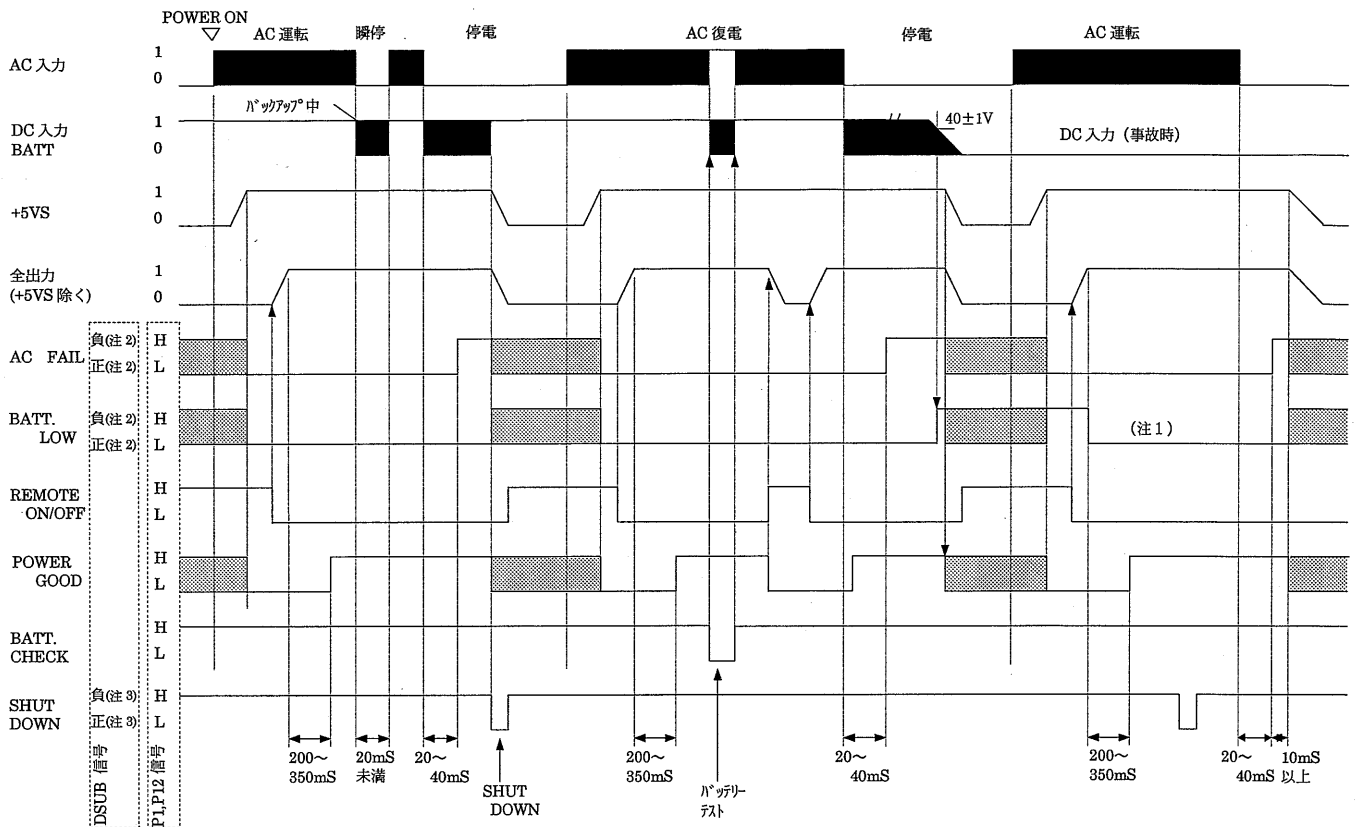 POWER ON
AC 運転 瞬停 停電 AC 復電 停電 AC 運転
AC 入力 1
0
バックアップ中
DC 入力 1
BATT 0
40±1V
DC 入力 (事故時)
+5VS 1
0
全出力 1
(+5VS 除く) 0
AC FAIL 負(注 2) H
正(注 2) L
BATT. LOW 負(注 2) H
正(注 2) L
(注 1)
REMOTE H
ON/OFF L
POWER H
GOOD L
BATT. H
CHECK L
SHUT 負(注 3) H
DOWN 正(注 3) L
DSUB 信号
P1,P12 信号
200〜
350mS
20mS
未満
20〜
40mS
SHUT
DOWN
200〜
350mS
バッテリー
テスト
20〜
40mS
200〜
350mS
20〜
40mS
10mS
以上